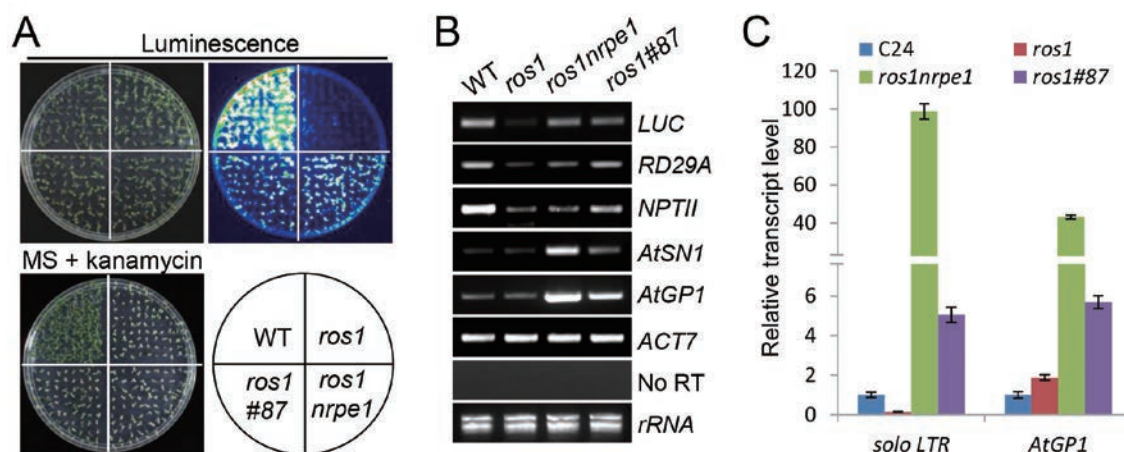 A
Luminescence
MS + kanamycin
WT
ros1
ros1
#87
ros1
nrpe1
B
WT
ros1
ros1nrpe1
ros1#87
LUC
RD29A
NPTII
AtSN1
AtGP1
ACT7
No RT
rRNA
C
C24
ros1
ros1nrpe1
ros1#87
Relative transcript level
120
100
80
60
40
6
4
2
0
solo LTR
AtGP1